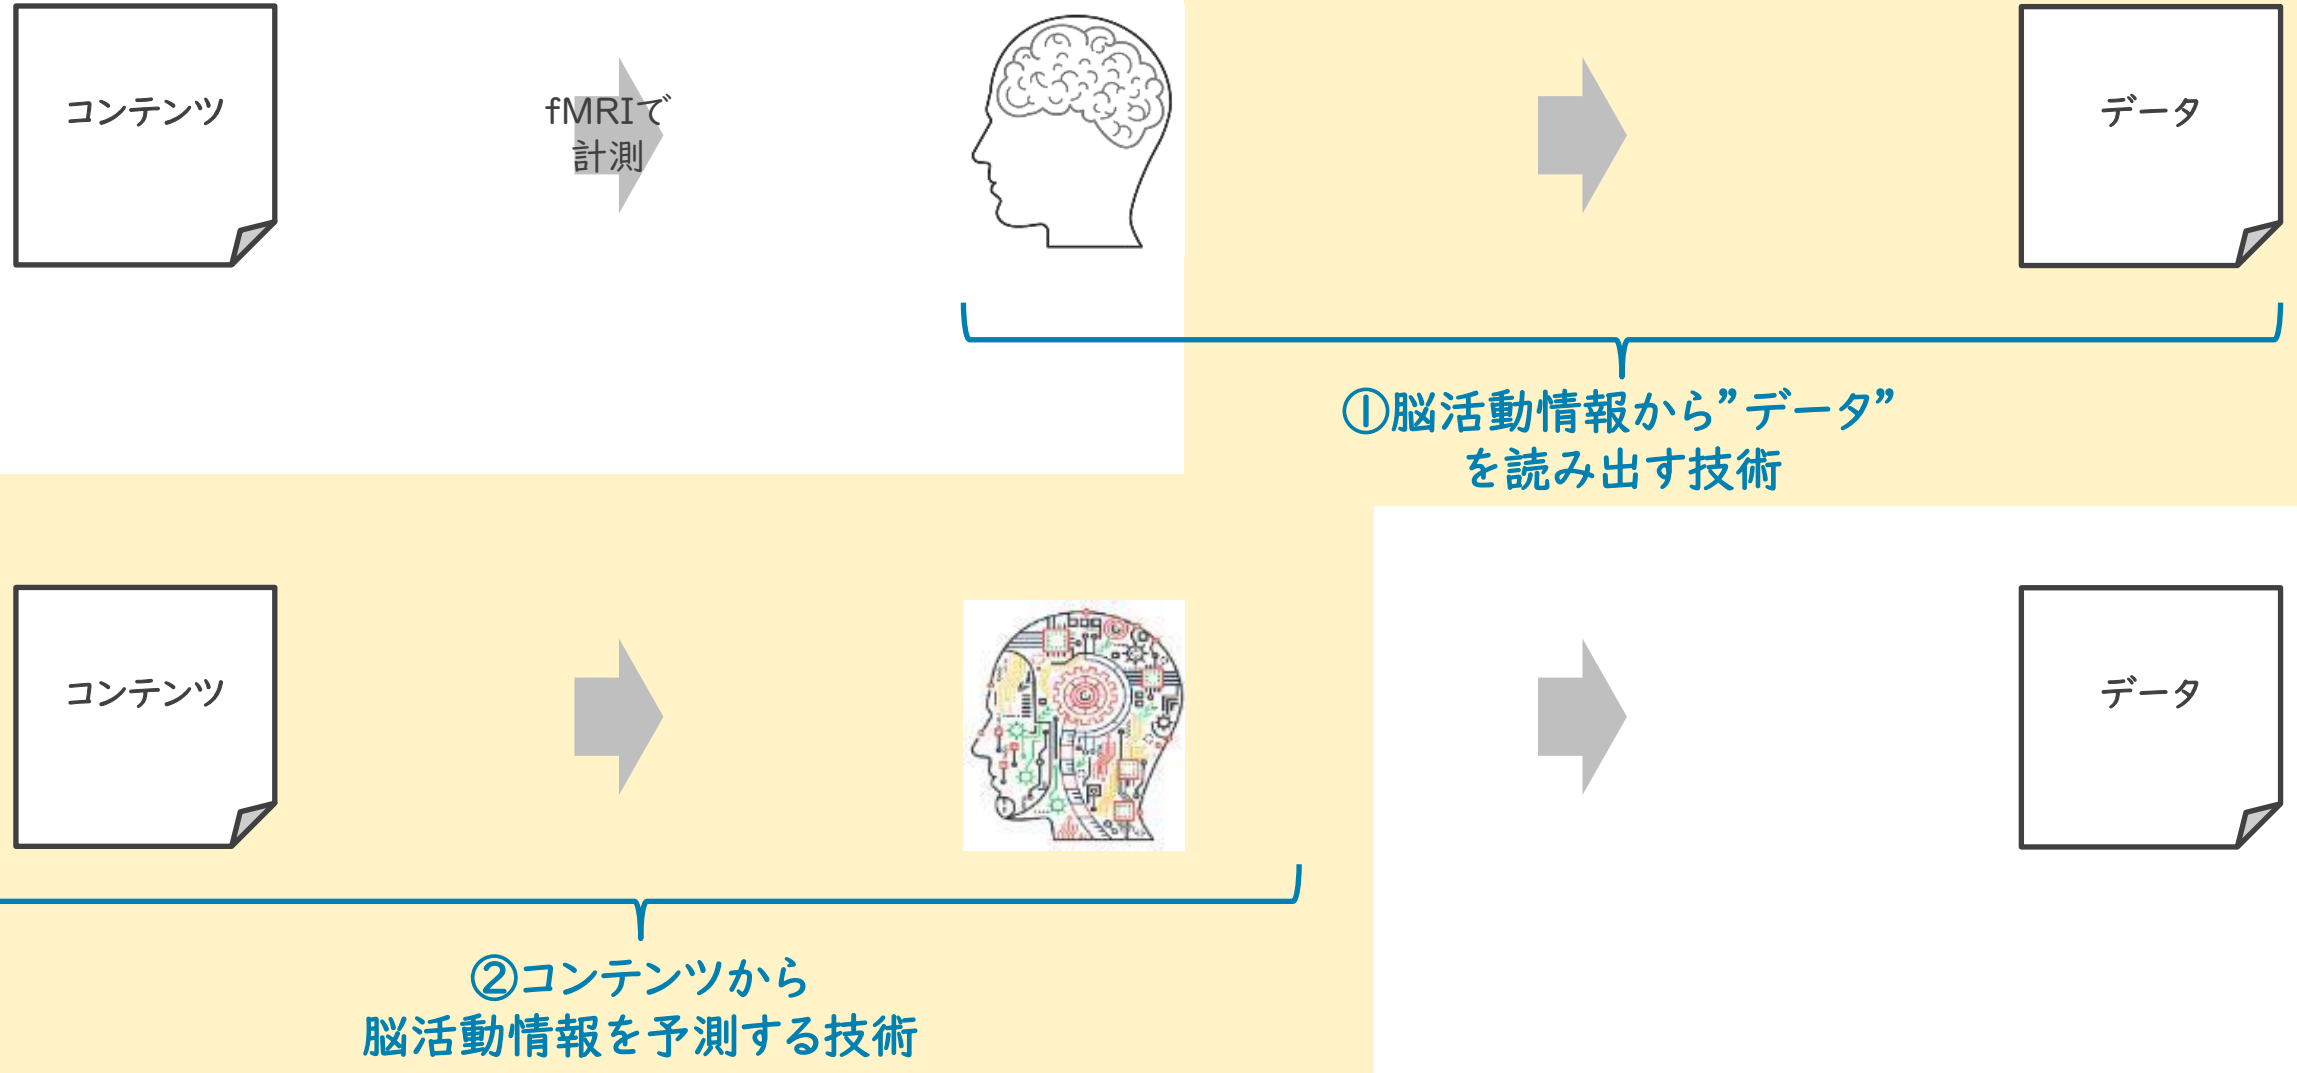 コンテンツ
fMRIで
計測
データ
①脳活動情報から”データ”
を読み出す技術
コンテンツ
データ
②コンテンツから
脳活動情報を予測する技術